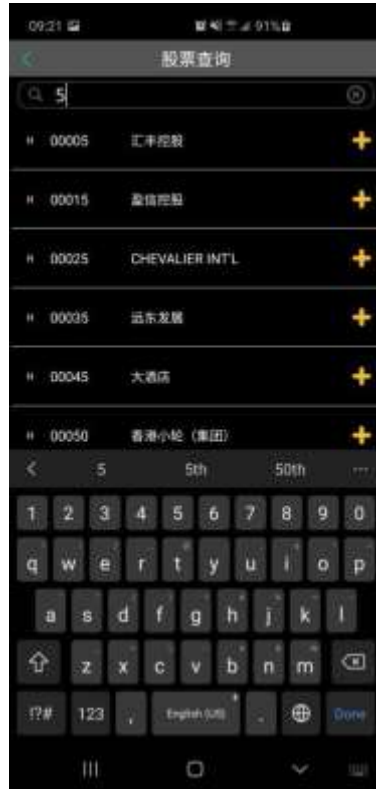 09:21 91%
股票查询
5
H 00005 汇丰控股
H 00015 盈信控股
H 00025 CHEVALIER INT'L
H 00035 远东发展
H 00045 大酒店
H 00050 香港小轮（集团）
5 5th 50th
1 2 3 4 5 6 7 8 9 0
q w e r t y u i o p
a s d f g h j k l
z x c v b n m
!?# 123 , English (US) . Done